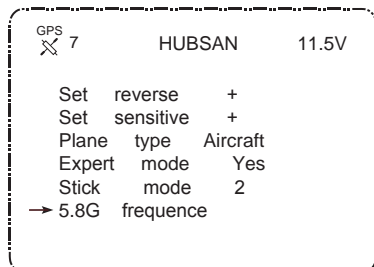 GPS
7 HUBSAN 11.5V
Set reverse +
Set sensitive +
Plane type Aircraft
Expert mode Yes
Stick mode 2
→ 5.8G frequence